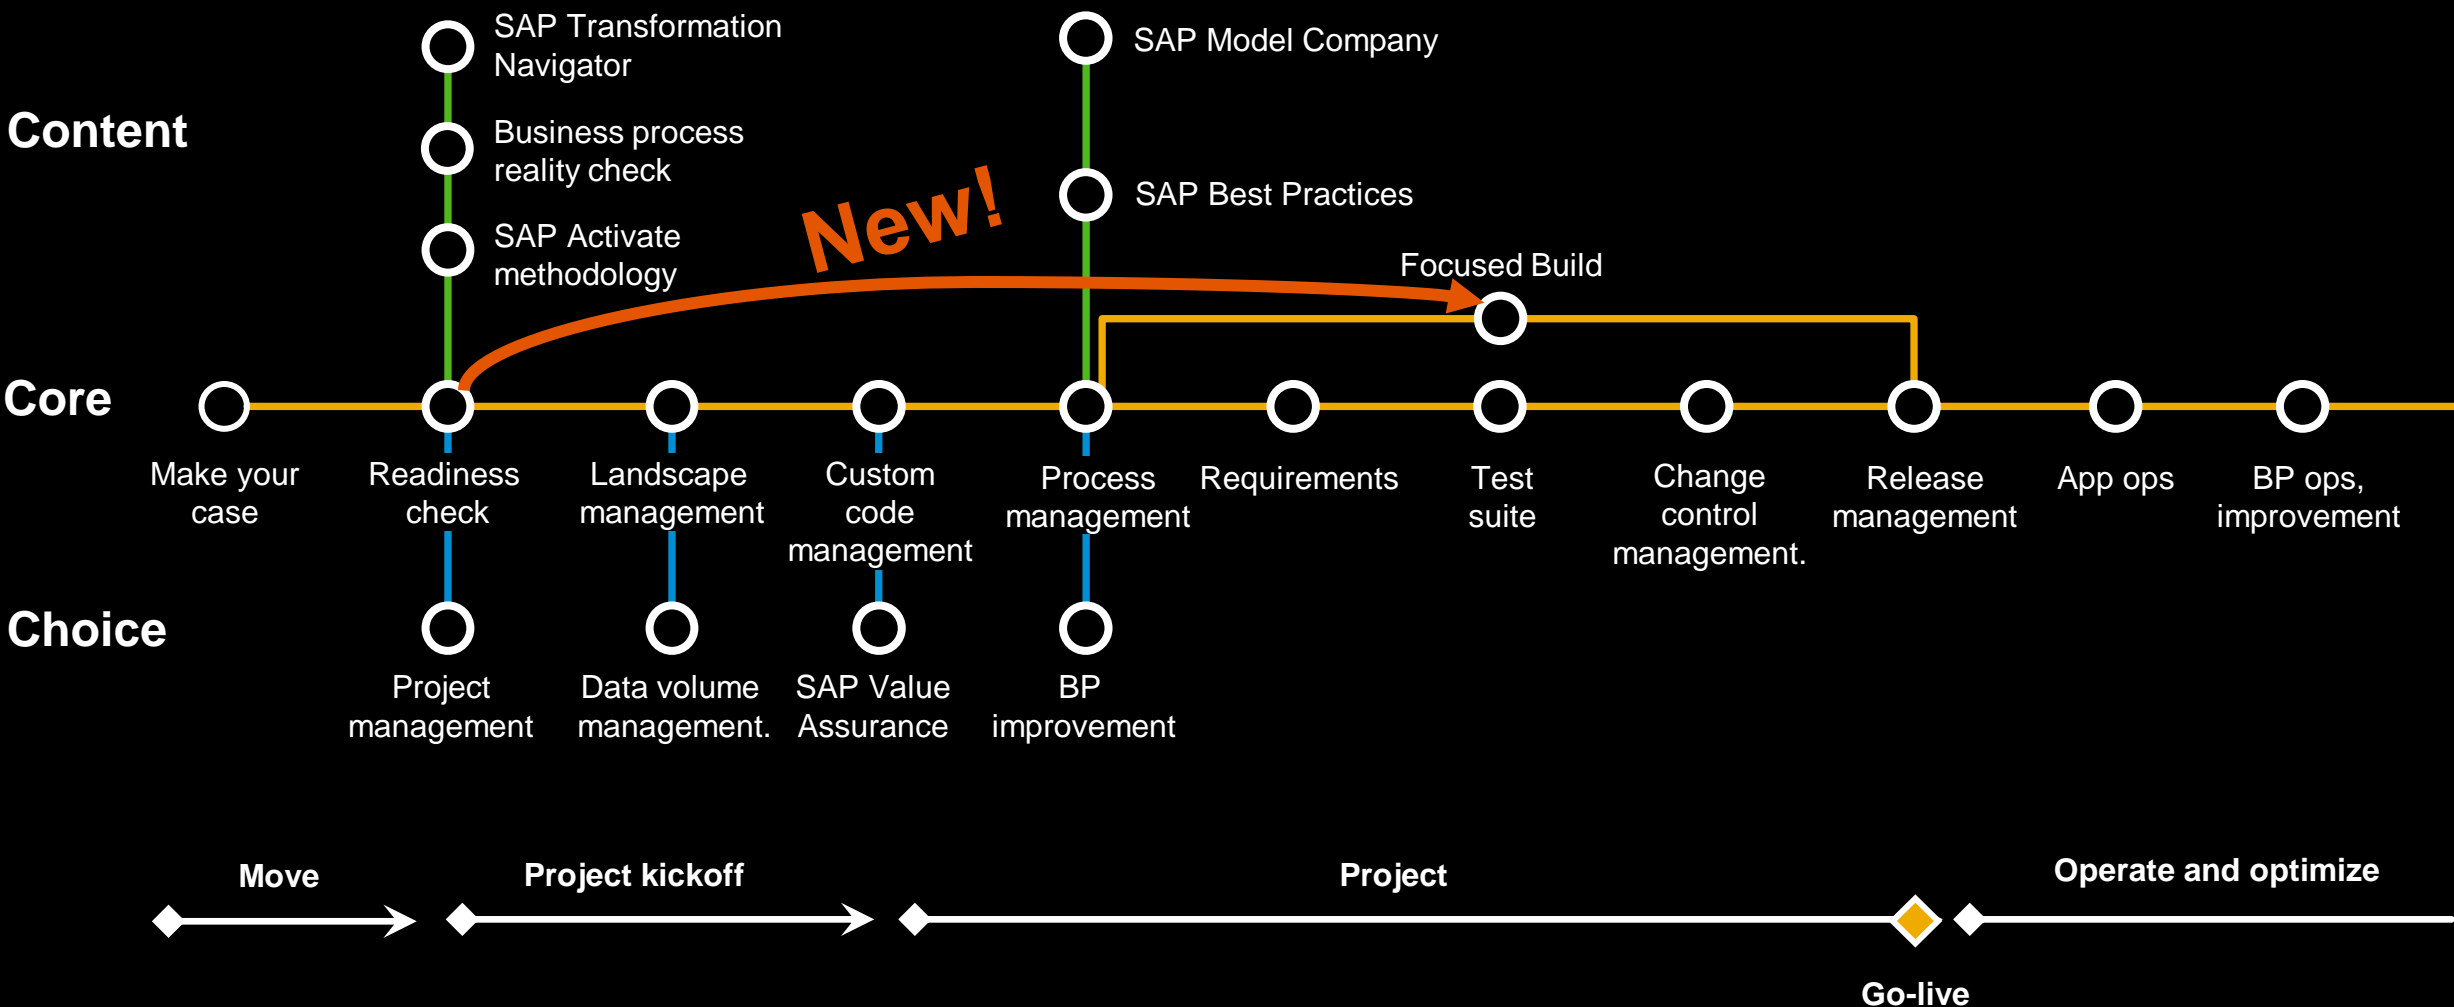 SAP Transformation
Navigator
SAP Model Company
Content
Business process
reality check
SAP Best Practices
New!
SAP Activate
methodology
Focused Build
Core
Make your
case
Readiness
check
Landscape
management
Custom
code
management
Process
management
Requirements
Test
suite
Change
control
management.
Release
management
App ops
BP ops,
improvement
Choice
Project
management
Data volume
management.
SAP Value
Assurance
BP
improvement
Move
Project kickoff
Project
Operate and optimize
Go-live